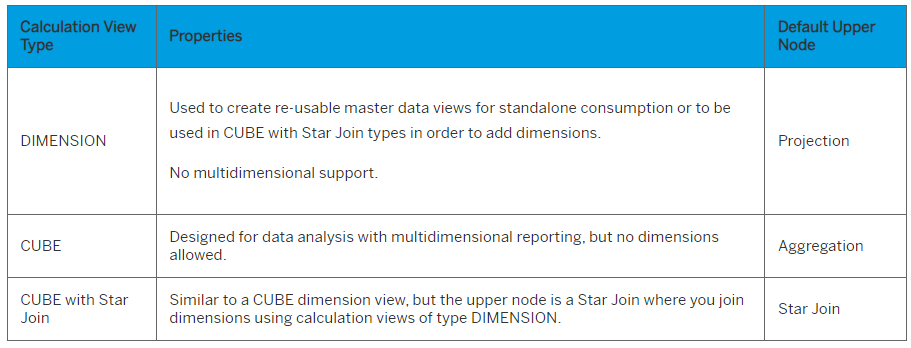 Calculation View Type
Properties
Default Upper Node
DIMENSION
Used to create re-usable master data views for standalone consumption or to be
used in CUBE with Star Join types in order to add dimensions.
No multidimensional support.
Projection
CUBE
Designed for data analysis with multidimensional reporting, but no dimensions
allowed.
Aggregation
CUBE with Star
Join
Similar to a CUBE dimension view, but the upper node is a Star Join where you join
dimensions using calculation views of type DIMENSION.
Star Join